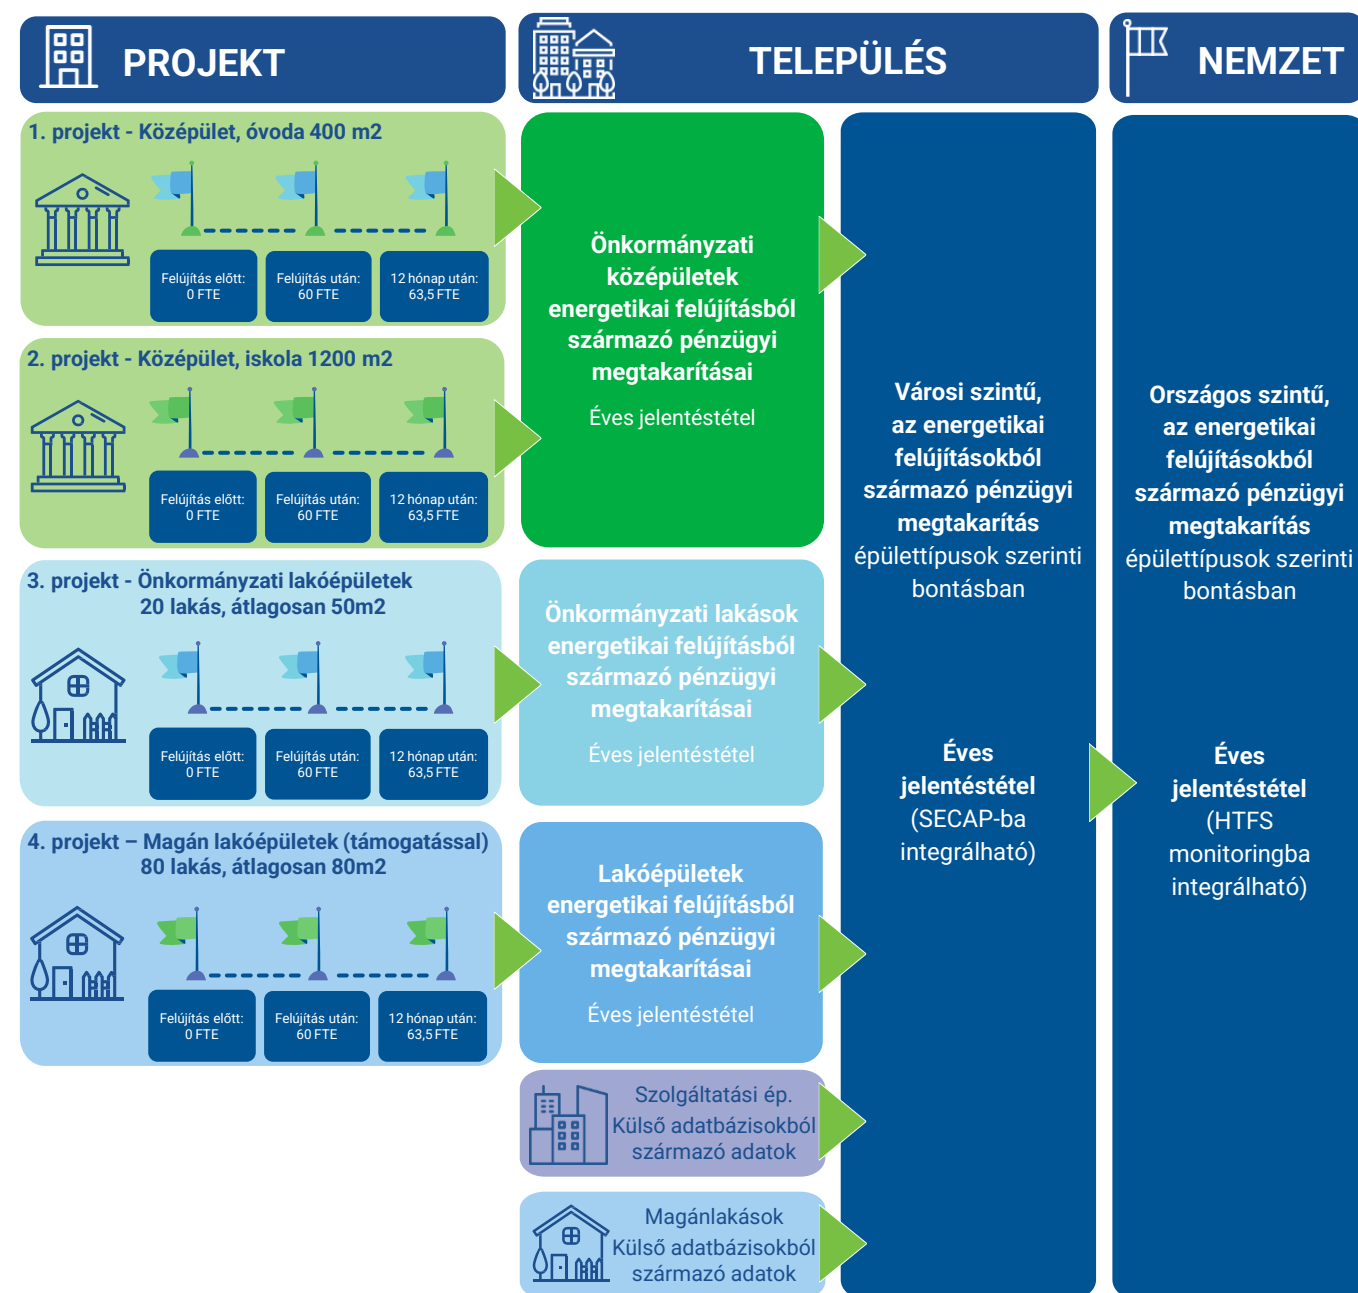 PROJEKT
TELEPÜLÉS
NEMZET
1. projekt - Középület, óvoda 400 m2
Felújítás előtt:
0 FTE
Felújítás után:
60 FTE
12 hónap után:
63,5 FTE
2. projekt - Középület, iskola 1200 m2
Felújítás előtt:
0 FTE
Felújítás után:
60 FTE
12 hónap után:
63,5 FTE
3. projekt - Önkormányzati lakóépületek
20 lakás, átlagosan 50m2
Felújítás előtt:
0 FTE
Felújítás után:
60 FTE
12 hónap után:
63,5 FTE
4. projekt – Magán lakóépületek (támogatással)
80 lakás, átlagosan 80m2
Felújítás előtt:
0 FTE
Felújítás után:
60 FTE
12 hónap után:
63,5 FTE
Önkormányzati
középületek
energetikai felújításból
származó pénzügyi
megtakarításai
Éves jelentéstétel
Önkormányzati lakások
energetikai felújításból
származó pénzügyi
megtakarításai
Éves jelentéstétel
Lakóépületek
energetikai felújításból
származó pénzügyi
megtakarításai
Éves jelentéstétel
Szolgáltatási ép.
Külső adatbázisokból
származó adatok
Magánlakások
Külső adatbázisokból
származó adatok
Városi szintű,
az energetikai
felújításokból
származó pénzügyi
megtakarítás
épülettípusok szerinti
bontásban
Éves
jelentéstétel
(SECAP-ba
integrálható)
Országos szintű,
az energetikai
felújításokból
származó pénzügyi
megtakarítás
épülettípusok szerinti
bontásban
Éves
jelentéstétel
(HTFS
monitoringba
integrálható)